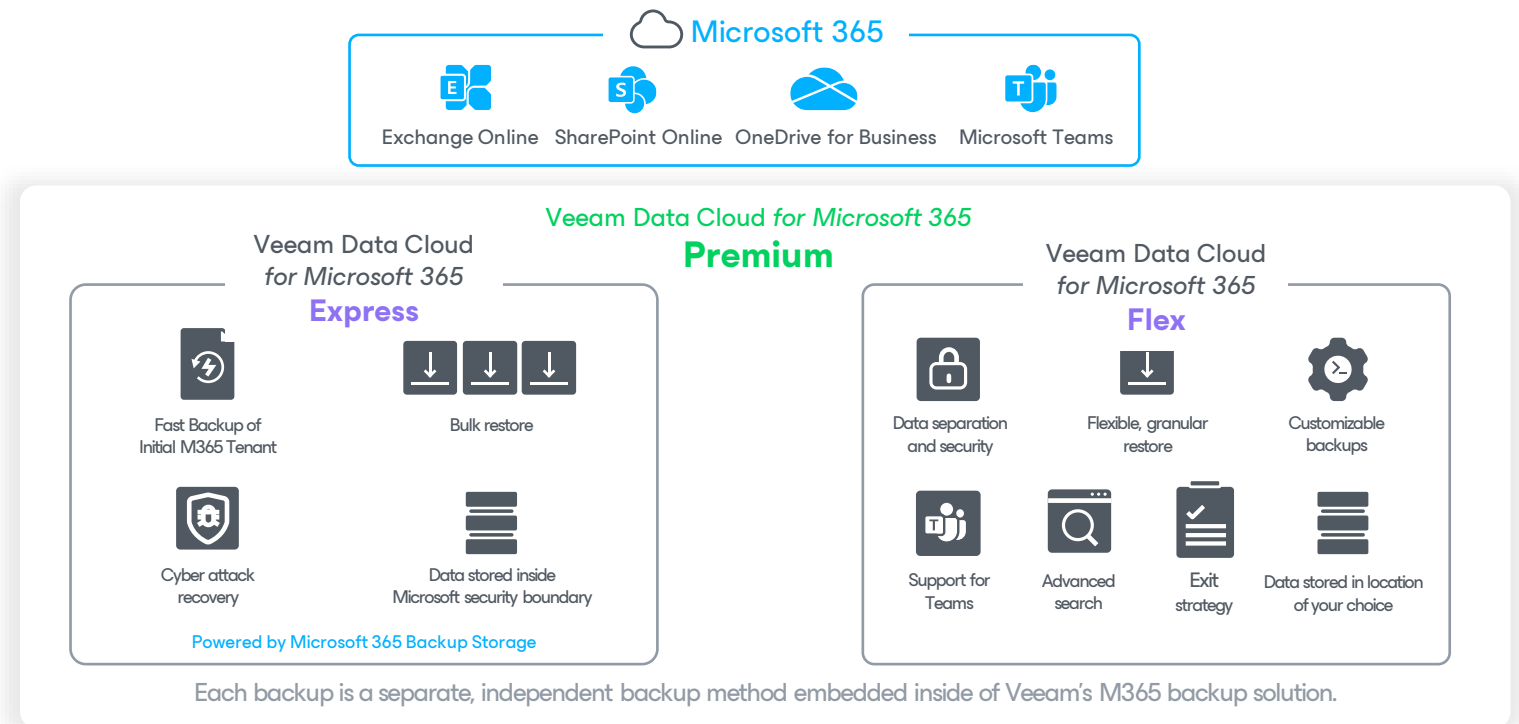 Microsoft 365
E
S
T
Exchange Online
SharePoint Online
OneDrive for Business
Microsoft Teams
Veeam Data Cloud for Microsoft 365
Premium
Veeam Data Cloud
for Microsoft 365
Express
Fast Backup of
Initial M365 Tenant
Bulk restore
Cyber attack
recovery
Data stored inside
Microsoft security boundary
Powered by Microsoft 365 Backup Storage
Veeam Data Cloud
for Microsoft 365
Flex
Data separation
and security
Flexible, granular
restore
Customizable
backups
T
Support for
Teams
Advanced
search
Exit
strategy
Data stored in location
of your choice
Each backup is a separate, independent backup method embedded inside of Veeam's M365 backup solution.